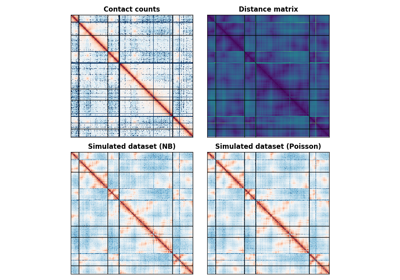 Contact counts
Distance matrix
Simulated dataset (NB)
Simulated dataset (Poisson)